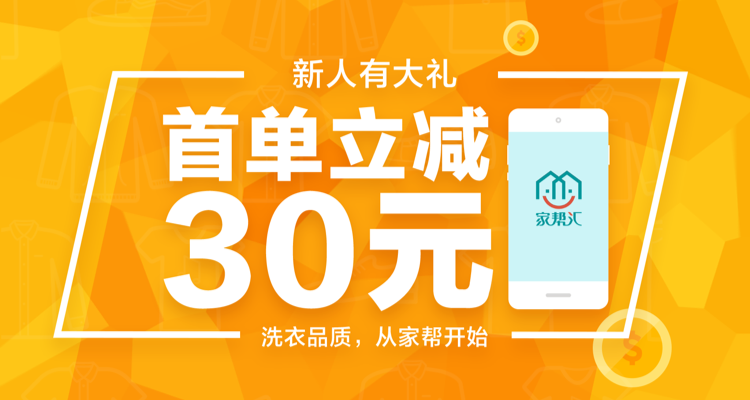 新人有大礼
首单立减
30元
家帮汇
洗衣品质，从家帮开始
$
$